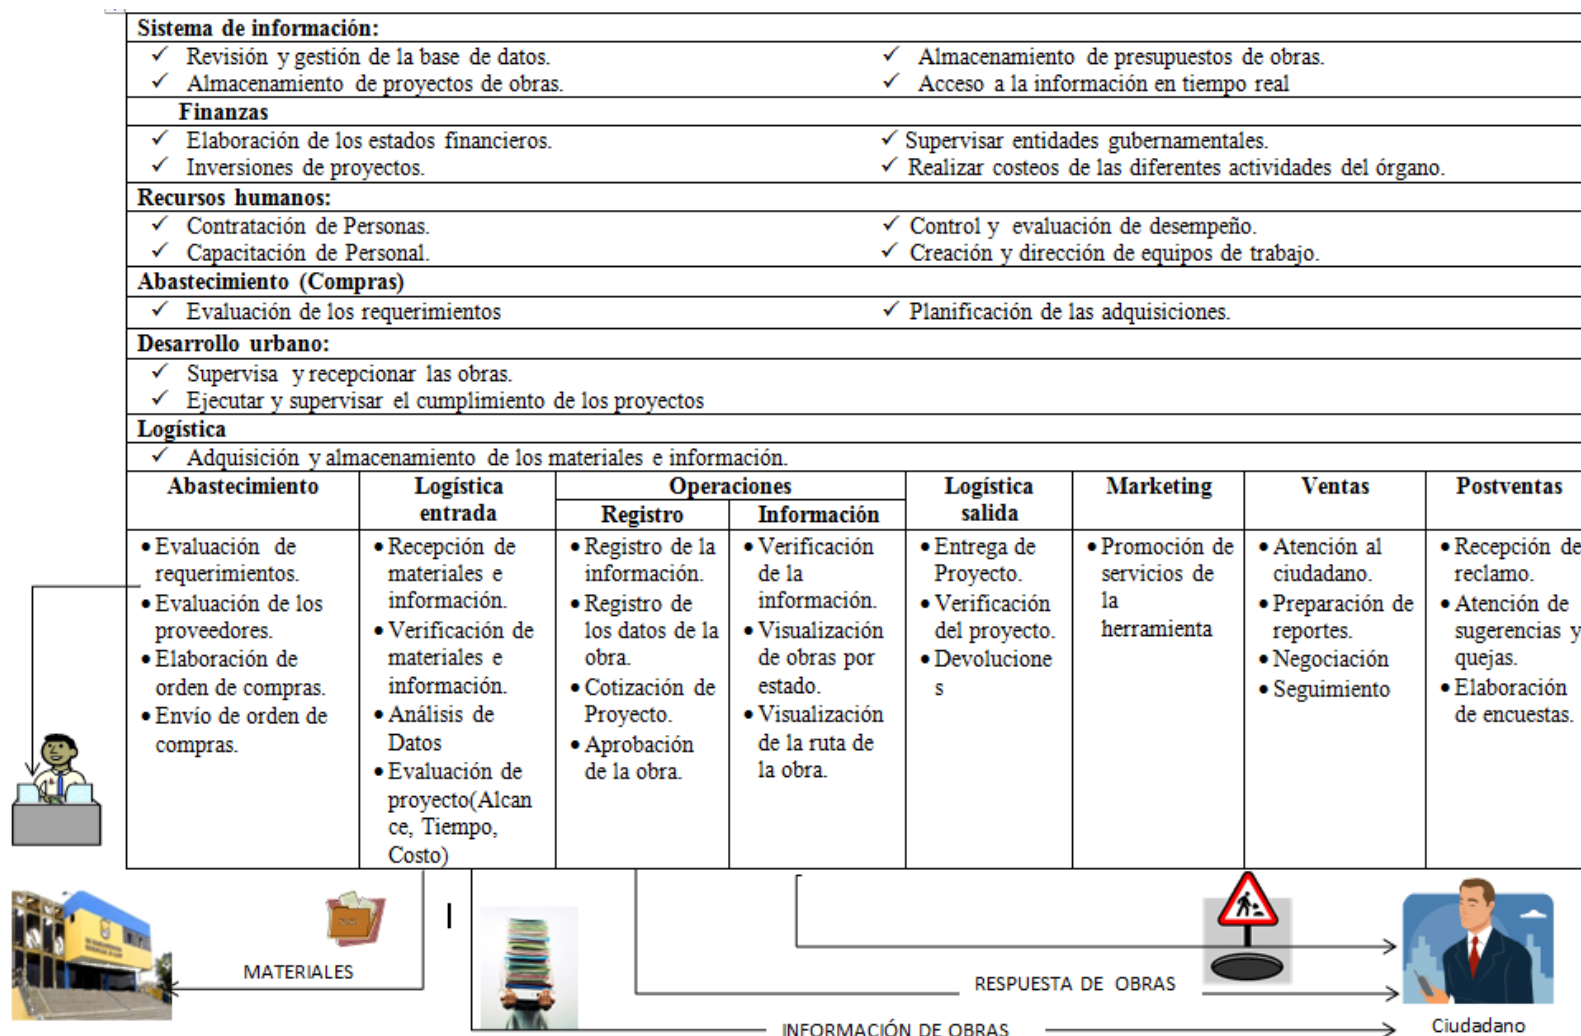 Sistema de información:
✓ Revisión y gestión de la base de datos.
✓ Almacenamiento de presupuestos de obras.
✓ Almacenamiento de proyectos de obras.
✓ Acceso a la información en tiempo real
Finanzas
✓ Elaboración de los estados financieros.
✓ Supervisar entidades gubernamentales.
✓ Inversiones de proyectos.
✓ Realizar costeos de las diferentes actividades del órgano.
Recursos humanos:
✓ Contratación de Personas.
✓ Control y evaluación de desempeño.
✓ Capacitación de Personal.
✓ Creación y dirección de equipos de trabajo.
Abastecimiento (Compras)
✓ Evaluación de los requerimientos
✓ Planificación de las adquisiciones.
Desarrollo urbano:
✓ Supervisa y recepcionar las obras.
✓ Ejecutar y supervisar el cumplimiento de los proyectos
Logística
✓ Adquisición y almacenamiento de los materiales e información.
Abastecimiento
• Evaluación de
requerimientos.
• Evaluación de los
proveedores.
• Elaboración de
orden de compras.
• Envío de orden de
compras.
Logística
entrada
• Recepción de
materiales e
información.
• Verificación de
materiales e
información.
• Análisis de
Datos
• Evaluación de
proyecto(Alcan
ce, Tiempo,
Costo)
Operaciones
Registro
• Registro de la
información.
• Registro de
los datos de la
obra.
• Cotización de
Proyecto.
• Aprobación
de la obra.
Información
• Verificación
de la
información.
• Visualización
de obras por
estado.
• Visualización
de la ruta de
la obra.
Logística
salida
• Entrega de
Proyecto.
• Verificación
del proyecto.
• Devolucione
s
Marketing
• Promoción de
servicios de
la
herramienta
Ventas
• Atención al
ciudadano.
• Preparación de
reportes.
• Negociación
• Seguimiento
Postventas
• Recepción de
reclamo.
• Atención de
sugerencias y
quejas.
• Elaboración
de encuestas.
MATERIALES
RESPUESTA DE OBRAS
INFORMACIÓN DE OBRAS
Ciudadano